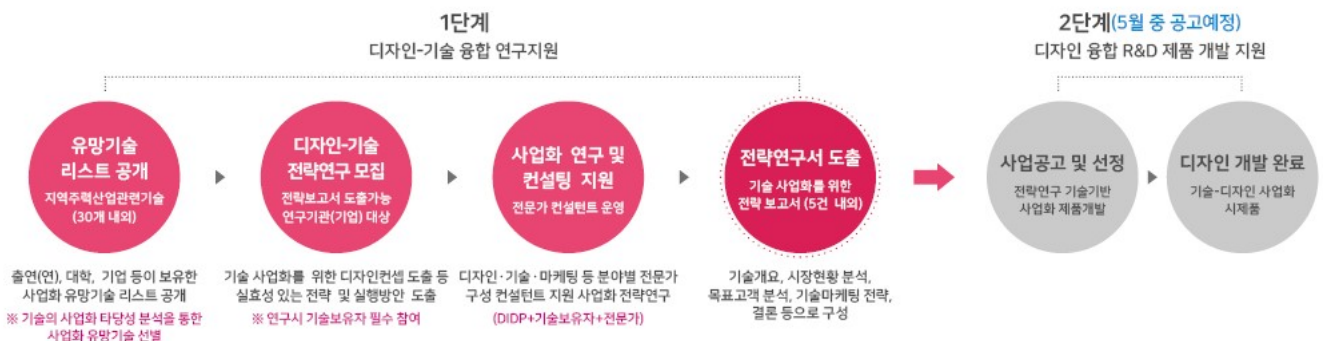 1단계
디자인-기술 융합 연구지원
2단계(5월 중 공고예정)
디자인 융합 R&D 제품 개발 지원
유망기술
리스트 공개
지역주력산업관련기술
(30개 내외)
디자인-기술
전략연구 모집
전략보고서 도출가능
연구기관(기업) 대상
사업화 연구 및
컨설팅 지원
전문가 컨설턴트 운영
전략연구서 도출
기술 사업화를 위한
전략 보고서 (5건 내외)
사업공고 및 선정
전략연구 기술기반
사업화 제품개발
디자인 개발 완료
기술-디자인 사업화
시제품
출연(연), 대학, 기업 등이 보유한
사업화 유망기술 리스트 공개
※ 기술의 사업화 타당성 분석을 통한
사업화 유망기술 선별
기술 사업화를 위한 디자인컨셉 도출 등
실효성 있는 전략 및 실행방안 도출
※ 연구시 기술보유자 필수 참여
디자인·기술·마케팅 등 분야별 전문가
구성 컨설턴트 지원 사업화 전략연구
(DIDP+기술보유자+전문가)
기술개요, 시장현황 분석,
목표고객 분석, 기술마케팅 전략,
결론 등으로 구성